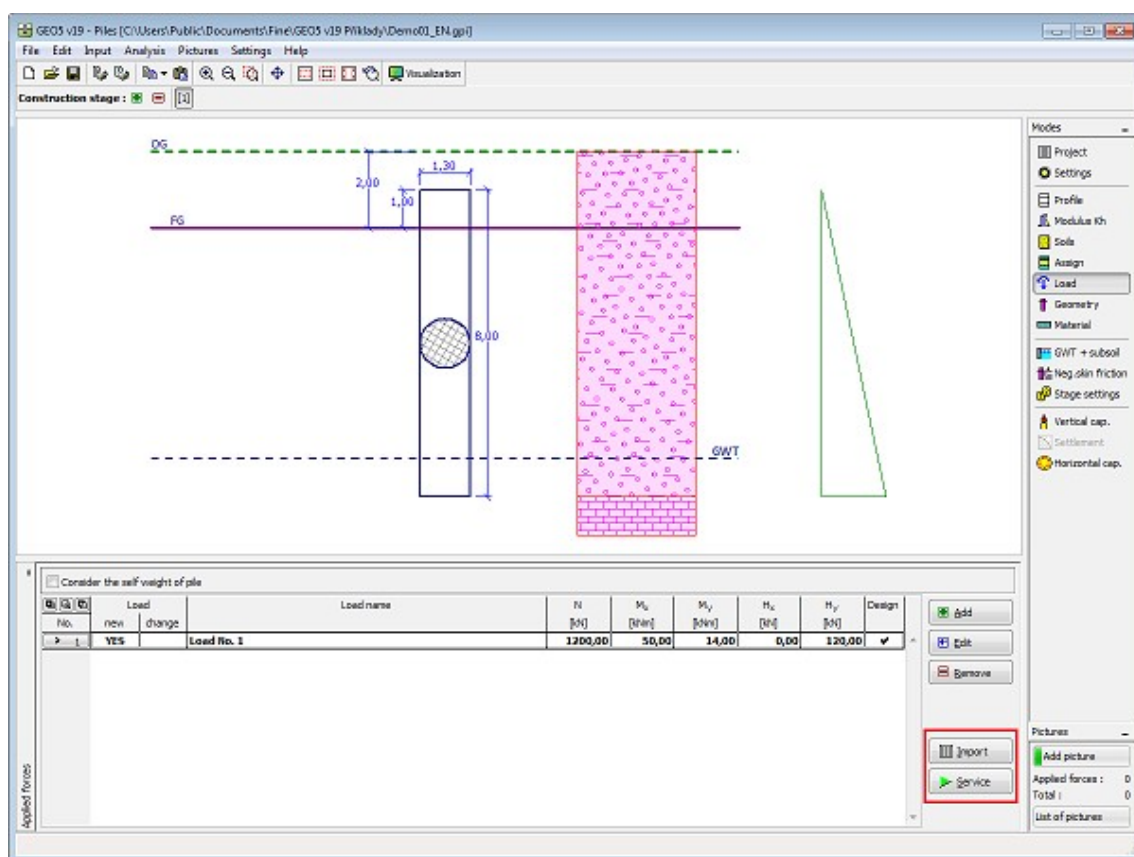 GEO5 v19 - Piles [C:\Users\Public\Documents\Fine\GEO5 v19 Příklady\Demo01_EN.gpi]
File Edit Input Analysis Pictures Settings Help
Visualization
Construction stage : [1]
OG
1,30
2,00
1,00
FG
8,00
GWT
Modes
Project
Settings
Profile
Modulus Kh
Soils
Assign
Load
Geometry
Material
GWT + subsoil
Neg.skin friction
Stage settings
Vertical cap.
Settlement
Horizontal cap.
Consider the self weight of pile
Load Load name N Mx My Hx Hy Design
No. new change [kN] [kNm] [kNm] [kN] [kN]
> 1 YES Load No. 1 1200,00 50,00 14,00 0,00 120,00 ✔
Add
Edit
Remove
Import
Service
Applied forces
Pictures
Add picture
Applied forces : 0
Total : 0
List of pictures